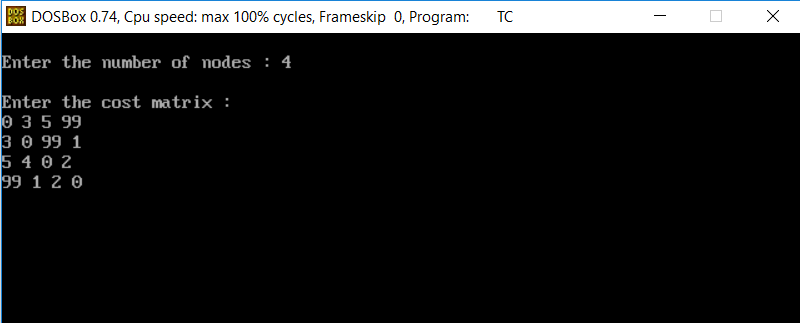 DOS BOX
DOSBox 0.74, Cpu speed: max 100% cycles, Frameskip 0, Program: TC
Enter the number of nodes : 4
Enter the cost matrix :
0 3 5 99
3 0 99 1
5 4 0 2
99 1 2 0